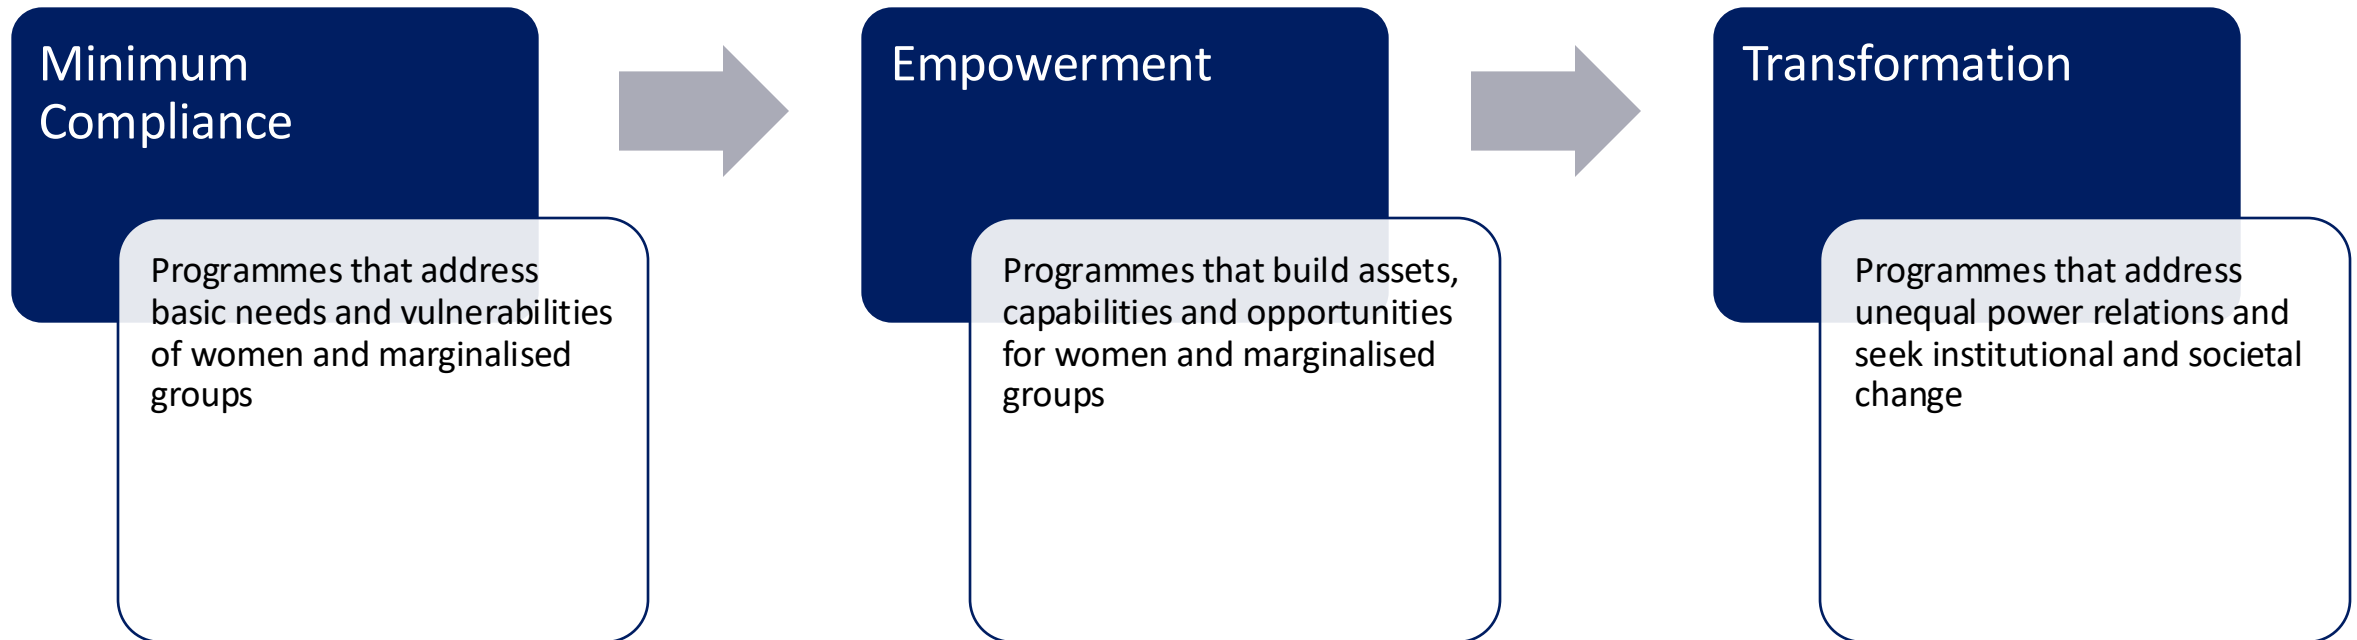 Minimum
Compliance
Programmes that address
basic needs and vulnerabilities
of women and marginalised
groups
Empowerment
Programmes that build assets,
capabilities and opportunities
for women and marginalised
groups
Transformation
Programmes that address
unequal power relations and
seek institutional and societal
change